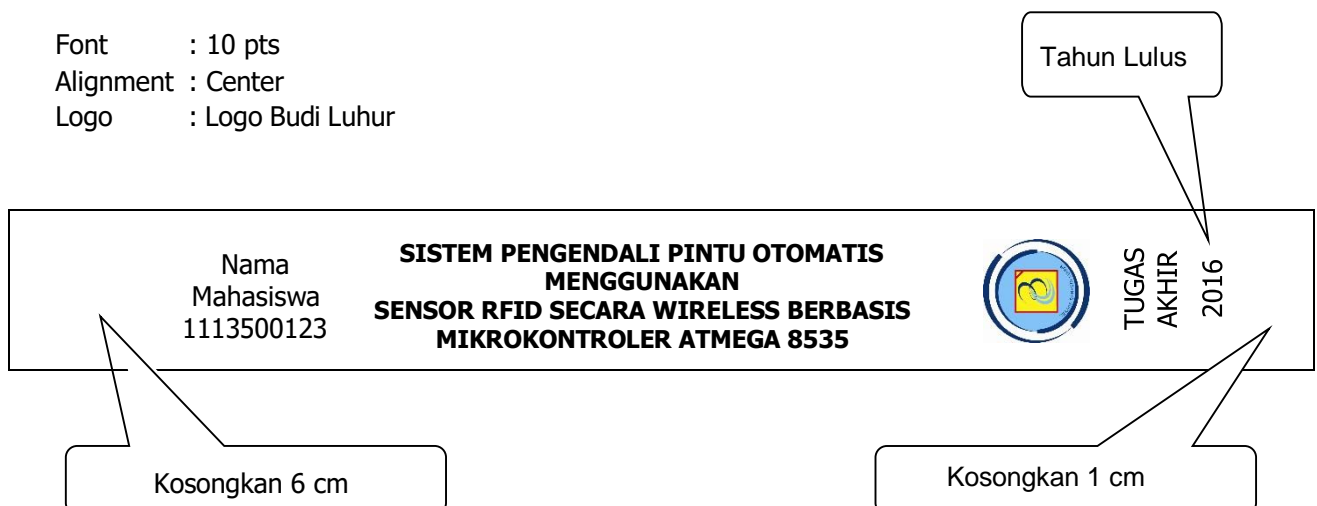 Font : 10 pts
Alignment : Center
Logo : Logo Budi Luhur
Tahun Lulus
Nama
Mahasiswa
1113500123
SISTEM PENGENDALI PINTU OTOMATIS
MENGGUNAKAN
SENSOR RFID SECARA WIRELESS BERBASIS
MIKROKONTROLER ATMEGA 8535
TUGAS
AKHIR
2016
Kosongkan 6 cm
Kosongkan 1 cm